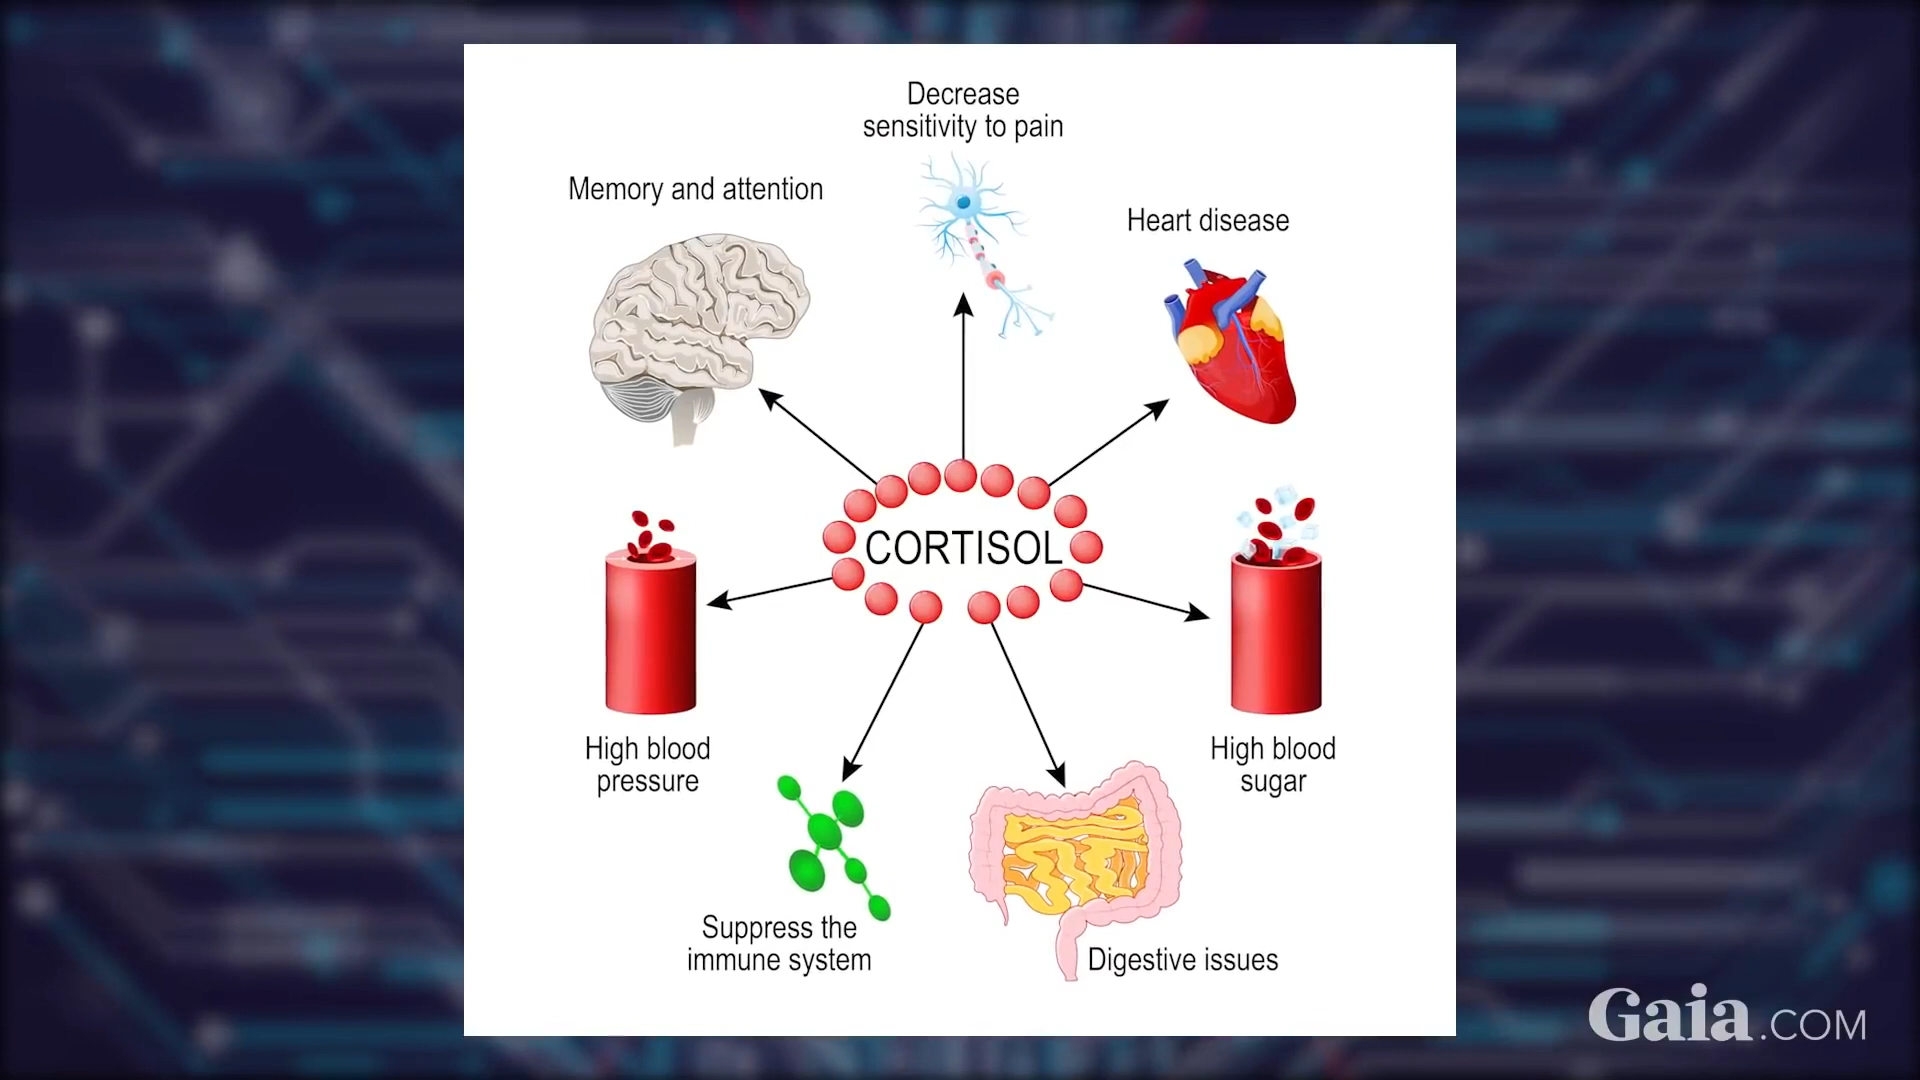 Decrease
sensitivity to pain
Memory and attention
Heart disease
CORTISOL
High blood
pressure
High blood
sugar
Suppress the
immune system
Digestive issues
Gaia.COM